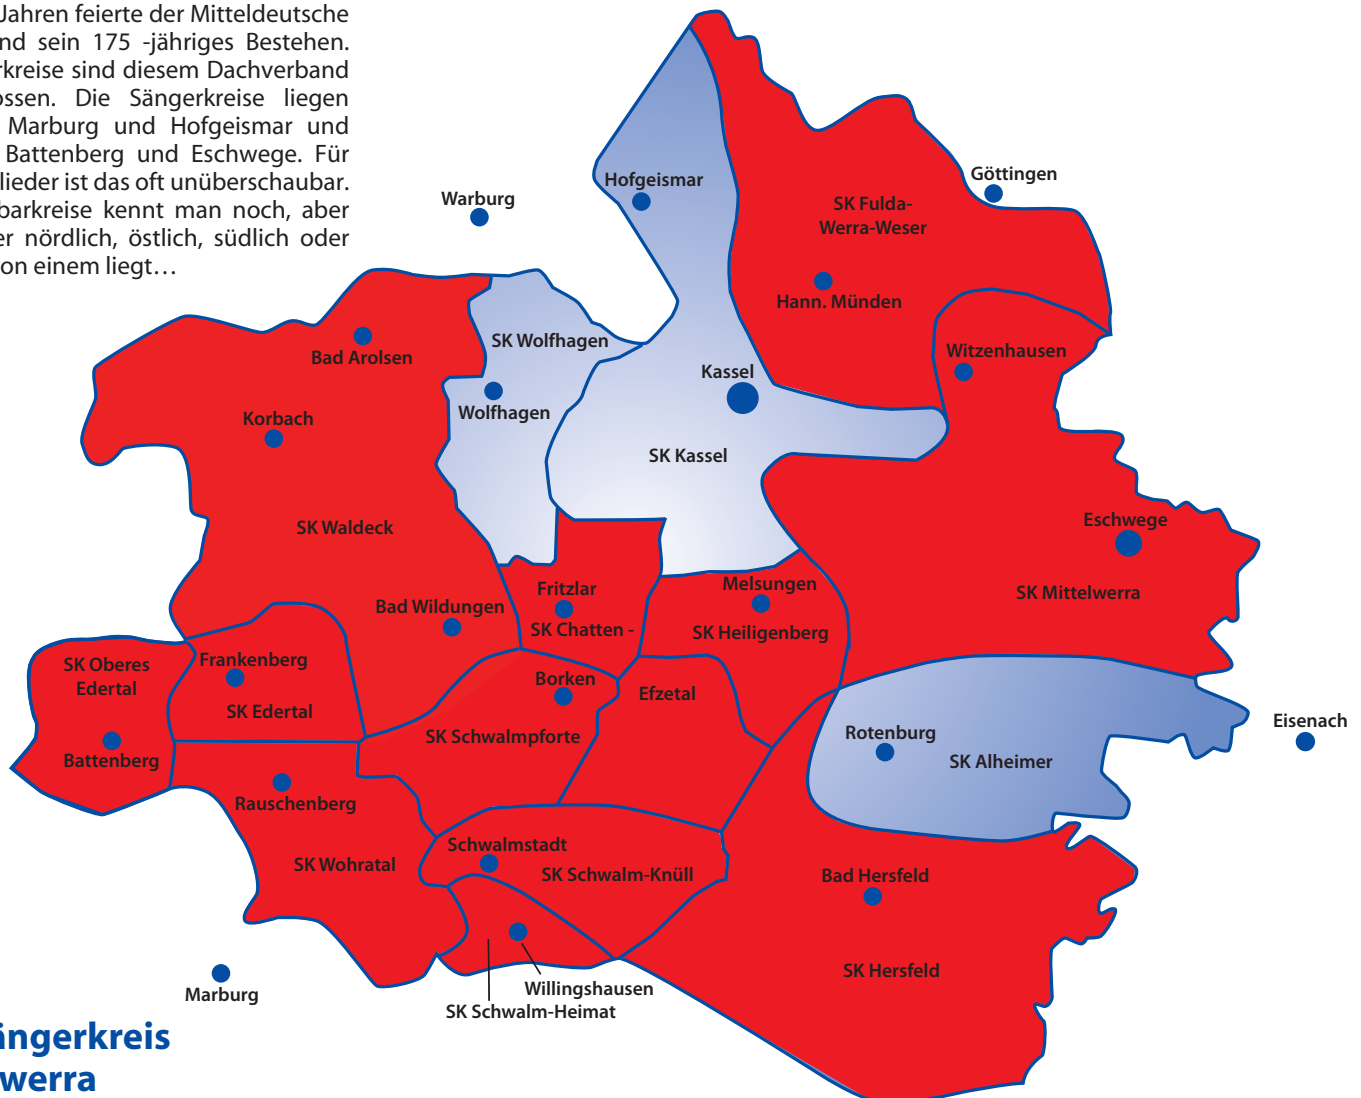 Jahren feierte der Mitteldeutsche
nd sein 175 -jähriges Bestehen.
rkreise sind diesem Dachverband
ossen. Die Sängerkreise liegen
Marburg und Hofgeismar und
Battenberg und Eschwege. Für
lieder ist das oft unüberschaubar.
barkreise kennt man noch, aber
er nördlich, östlich, südlich oder
on einem liegt…
Göttingen
Hofgeismar
Warburg
SK Fulda-
Werra-Weser
Hann. Münden
SK Wolfhagen
Bad Arolsen
Witzenhausen
Kassel
Wolfhagen
Korbach
SK Kassel
Eschwege
SK Waldeck
Melsungen
Fritzlar
SK Mittelwerra
Bad Wildungen
SK Chatten -
SK Heiligenberg
SK Oberes
Edertal
Frankenberg
Borken
Efzetal
SK Edertal
Eisenach
Rotenburg
SK Schwalmpforte
Battenberg
SK Alheimer
Rauschenberg
Schwalmstadt
SK Wohratal
SK Schwalm-Knüll
Bad Hersfeld
SK Hersfeld
Marburg
Willingshausen
SK Schwalm-Heimat
ängerkreis
werra